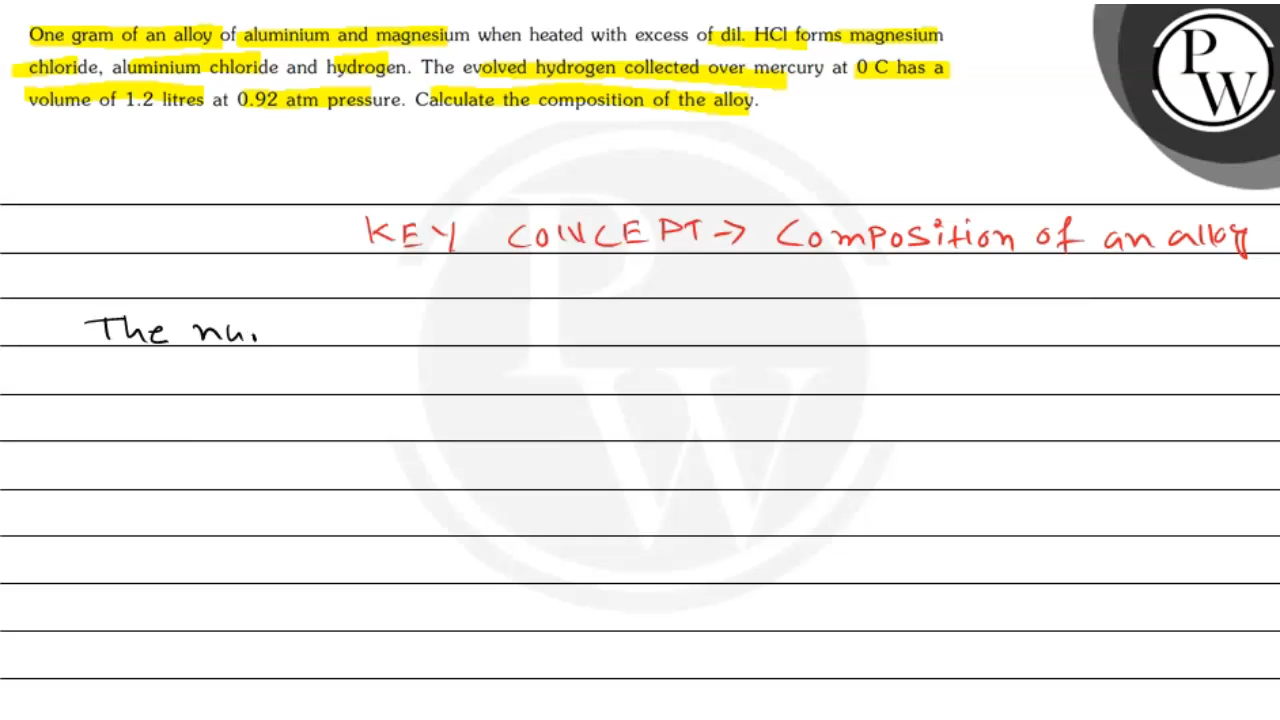 One gram of an alloy of aluminium and magnesium when heated with excess of dil. HCl forms magnesium
chloride, aluminium chloride and hydrogen. The evolved hydrogen collected over mercury at 0 C has a
volume of 1.2 litres at 0.92 atm pressure. Calculate the composition of the alloy.
P
W
KEY CONCEPT → Composition of an alloy
The nu.
P
W